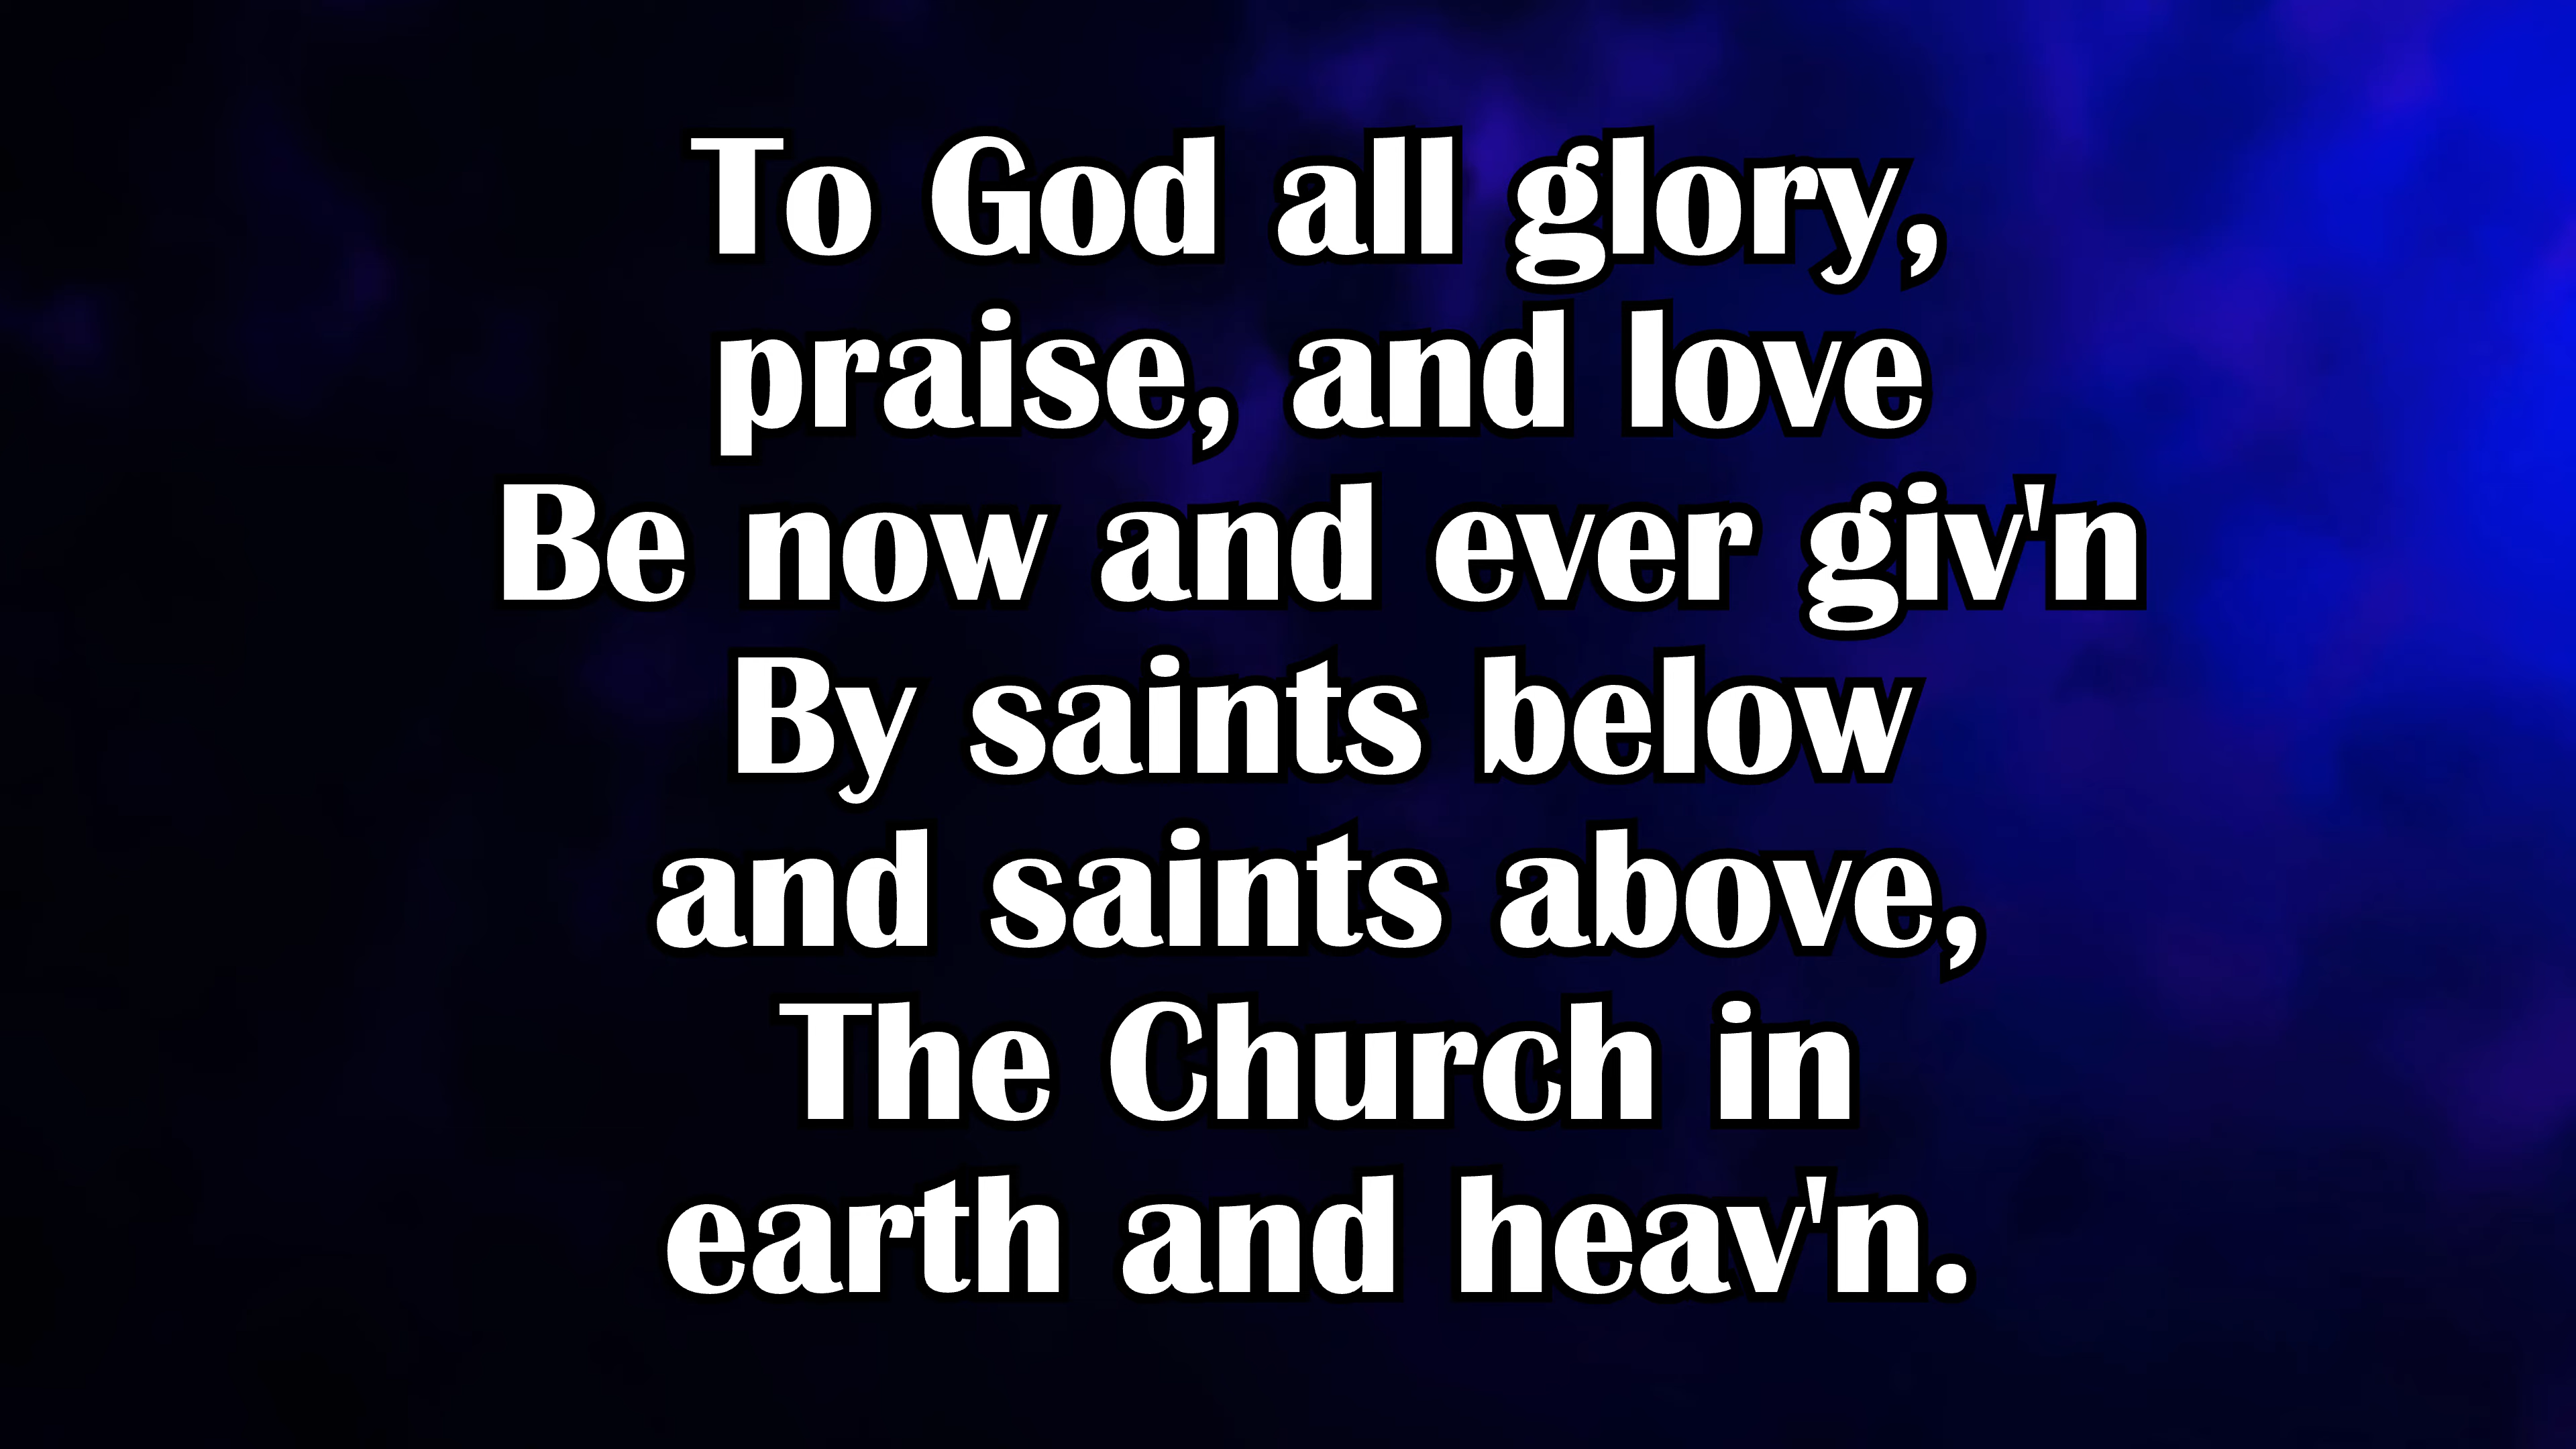 To God all glory,
praise, and love
Be now and ever giv'n
By saints below
and saints above,
The Church in
earth and heav'n.